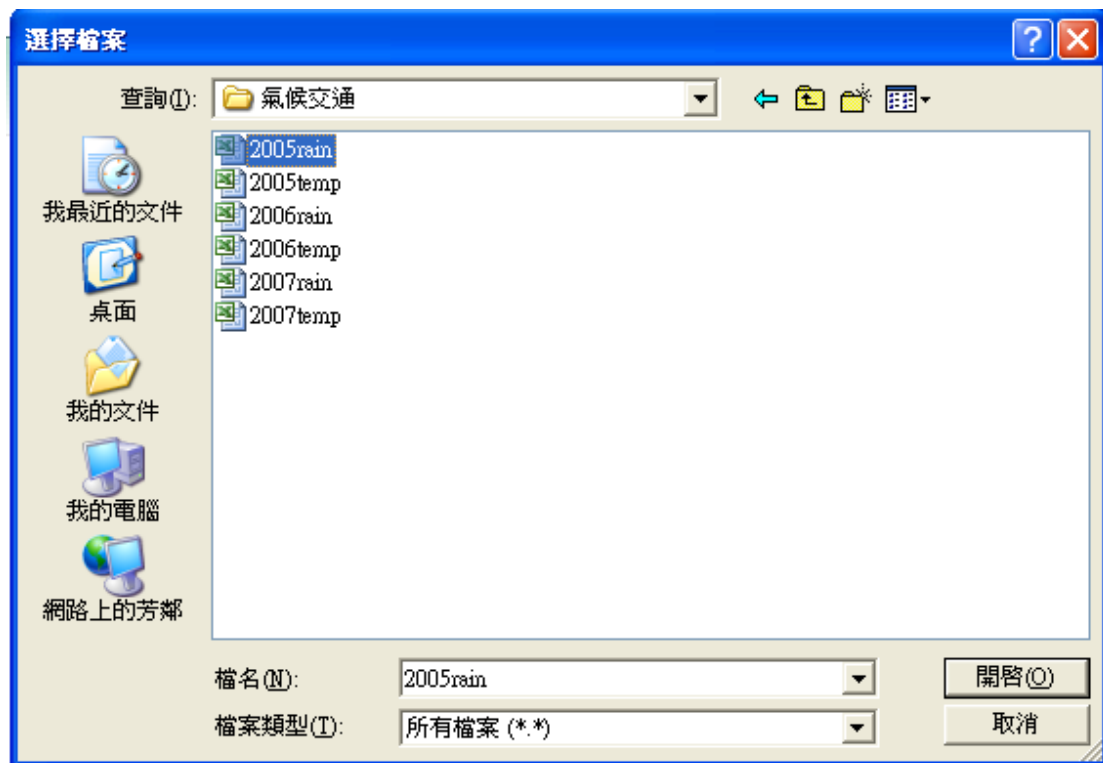 選擇檔案
查詢(I):
氣候交通
我最近的文件
桌面
我的文件
我的電腦
網路上的芳鄰
2005rain
2005temp
2006rain
2006temp
2007rain
2007temp
檔名(N):
2005rain
開啓(O)
檔案類型(T):
所有檔案 (*.*)
取消